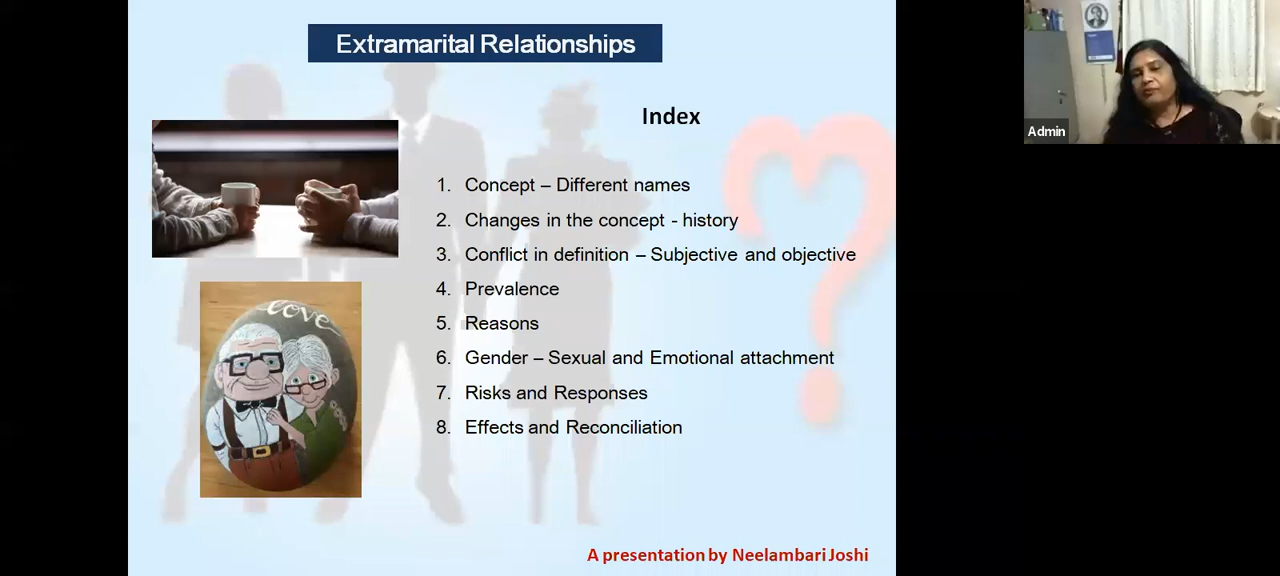 Extramarital Relationships
Index
1. Concept – Different names
2. Changes in the concept - history
3. Conflict in definition – Subjective and objective
4. Prevalence
5. Reasons
6. Gender – Sexual and Emotional attachment
7. Risks and Responses
8. Effects and Reconciliation
love
A presentation by Neelambari Joshi
Admin